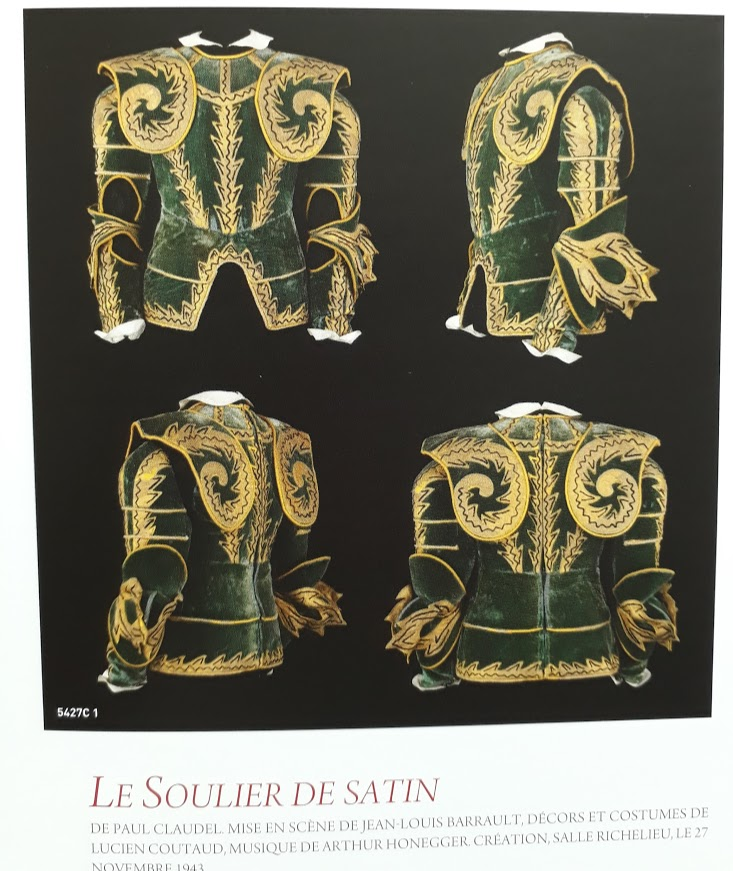 5427C 1
LE SOULIER DE SATIN
DE PAUL CLAUDEL. MISE EN SCÈNE DE JEAN-LOUIS BARRAULT, DÉCORS ET COSTUMES DE
LUCIEN COUTAUD, MUSIQUE DE ARTHUR HONEGGER. CRÉATION, SALLE RICHELIEU, LE 27
NOVEMBRE 1943